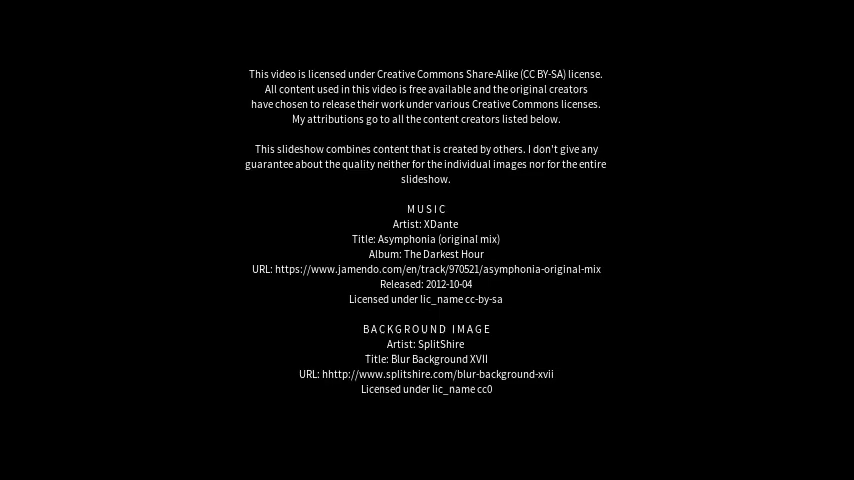 This video is licensed under Creative Commons Share-Alike (CC BY-SA) license.
All content used in this video is free available and the original creators
have chosen to release their work under various Creative Commons licenses.
My attributions go to all the content creators listed below.
This slideshow combines content that is created by others. I don't give any
guarantee about the quality neither for the individual images nor for the entire
slideshow.
MUSIC
Artist: XDante
Title: Asymphonia (original mix)
Album: The Darkest Hour
URL: https://www.jamendo.com/en/track/970521/asymphonia-original-mix
Released: 2012-10-04
Licensed under lic_name cc-by-sa
BACKGROUND IMAGE
Artist: SplitShire
Title: Blur Background XVII
URL: hhttp://www.splitshire.com/blur-background-xvii
Licensed under lic_name cc0